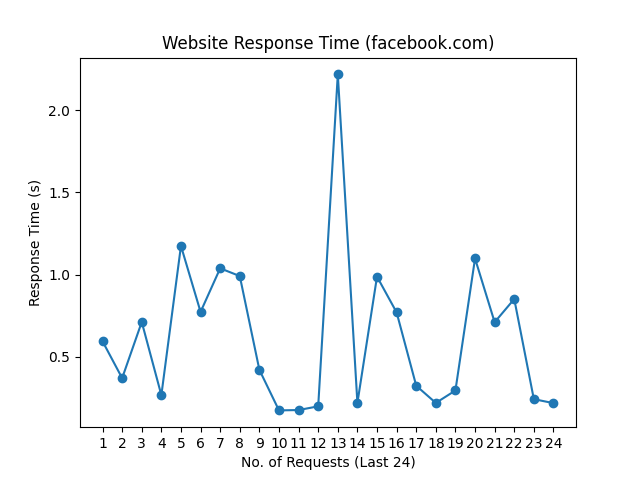 Website Response Time (facebook.com)
2.0
1.5
1.0
0.5
Response Time (s)
1 2 3 4 5 6 7 8 9 10 11 12 13 14 15 16 17 18 19 20 21 22 23 24
No. of Requests (Last 24)